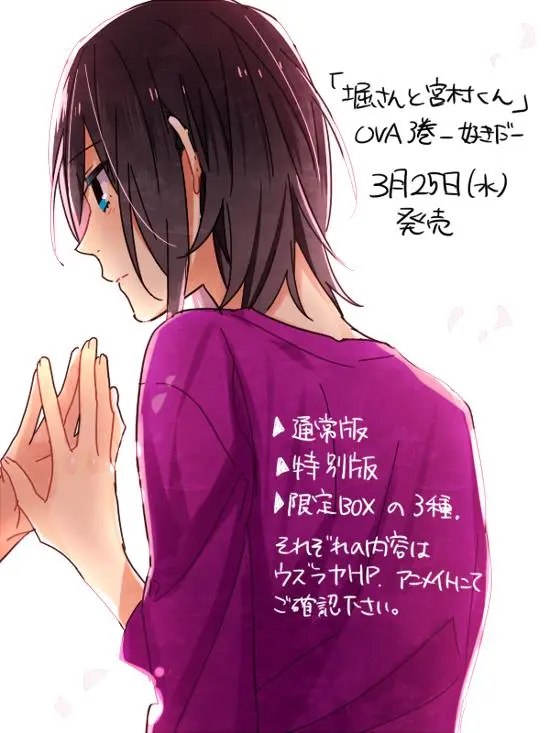 「堀さんと宮村くん」
OVA 3巻 — 好きだ —
3月25日(水)
発売
▶通常版
▶特別版
▶限定BOX の 3種.
それぞれの内容は
ウズラヤHP. アニメイトにて
ご確認下さい。